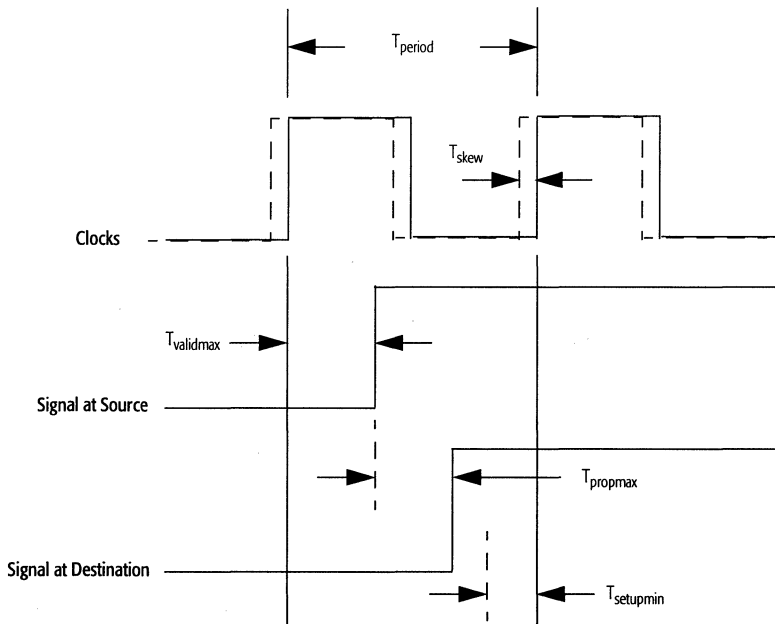 Tperiod
Tskew
Clocks
Tvalidmax
Signal at Source
Tpropmax
Signal at Destination
Tsetupmin